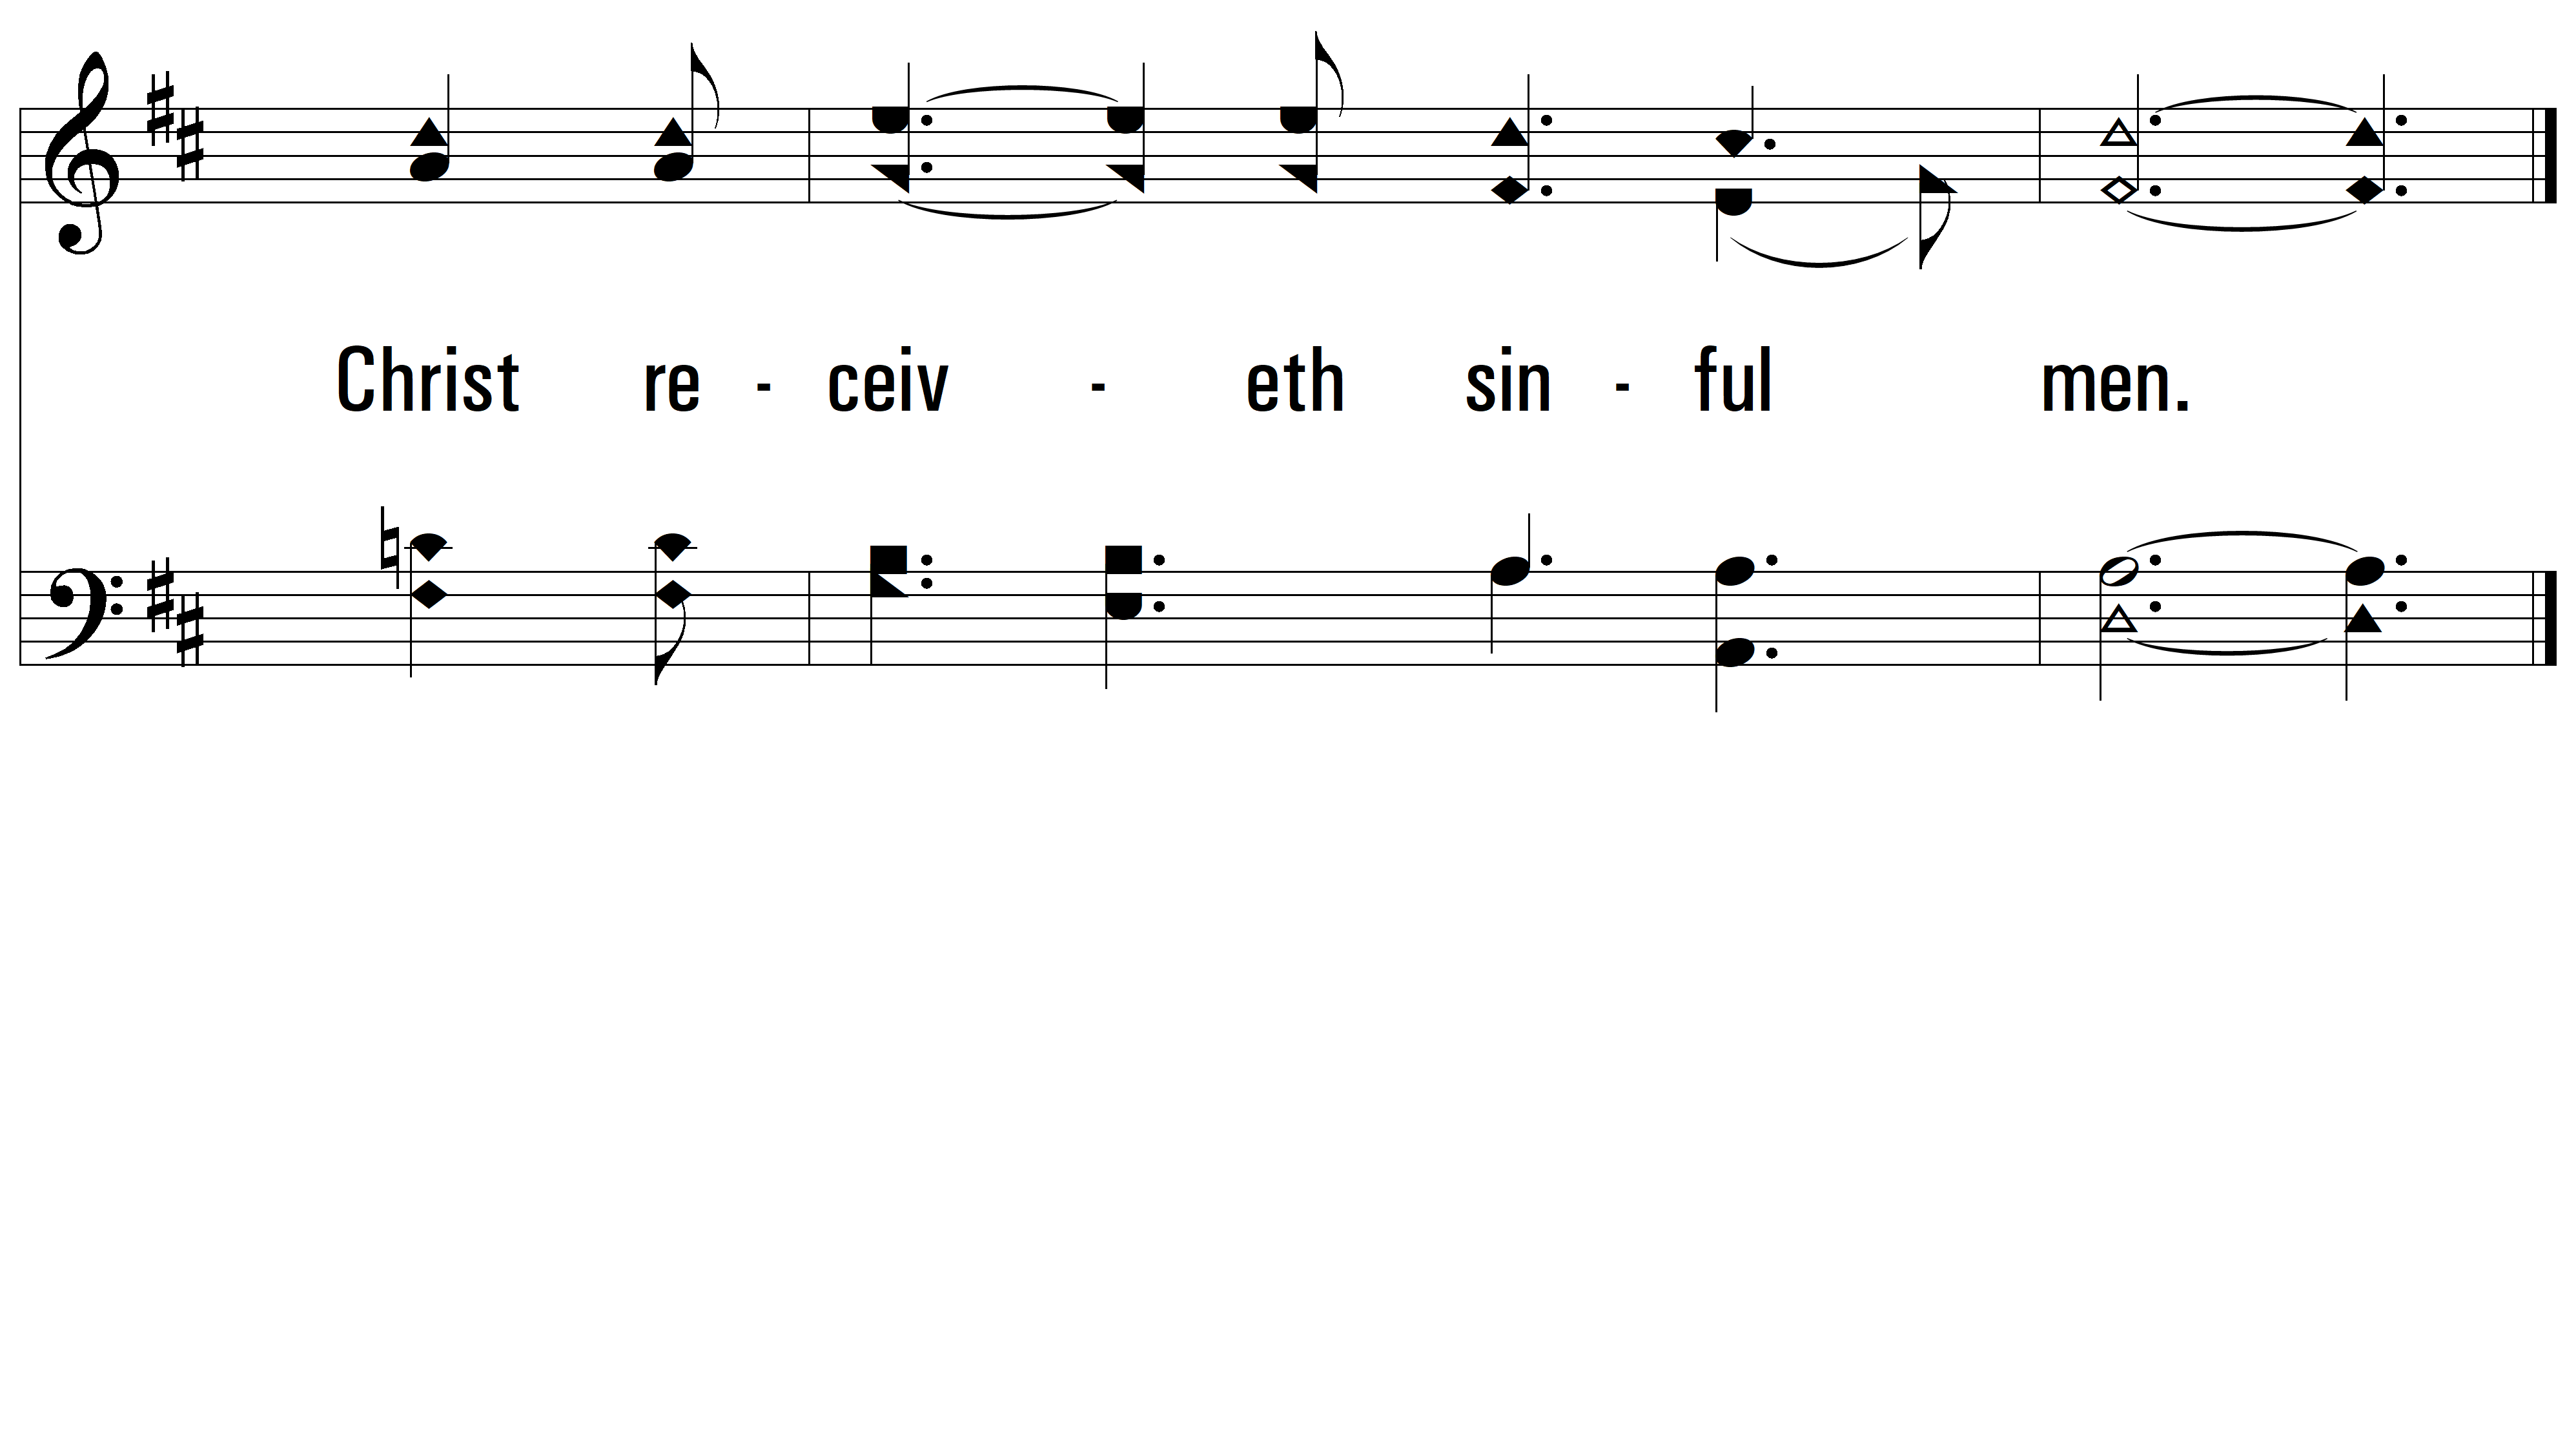 Christ re - ceiv - eth sin - ful men.